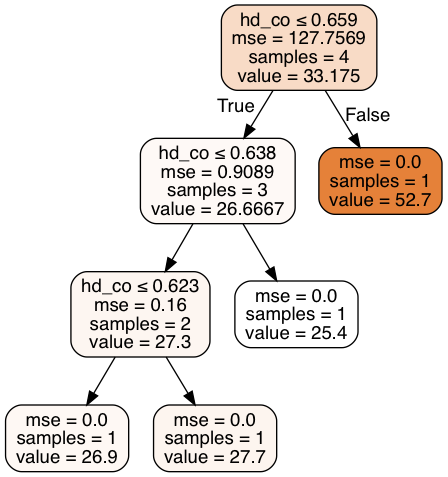 hd_co ≤ 0.659
mse = 127.7569
samples = 4
value = 33.175
True
False
hd_co ≤ 0.638
mse = 0.9089
samples = 3
value = 26.6667
mse = 0.0
samples = 1
value = 52.7
hd_co ≤ 0.623
mse = 0.16
samples = 2
value = 27.3
mse = 0.0
samples = 1
value = 25.4
mse = 0.0
samples = 1
value = 26.9
mse = 0.0
samples = 1
value = 27.7